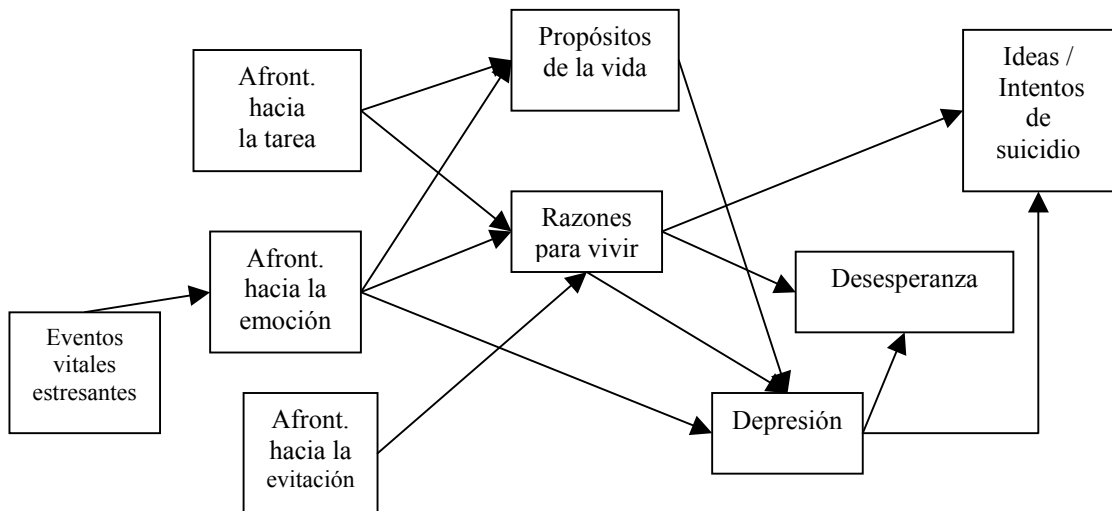 Afront.
hacia
la tarea
Propósitos
de la vida
Ideas /
Intentos
de
suicidio
Afront.
hacia la
emoción
Razones
para vivir
Desesperanza
Eventos
vitales
estresantes
Afront.
hacia la
evitación
Depresión